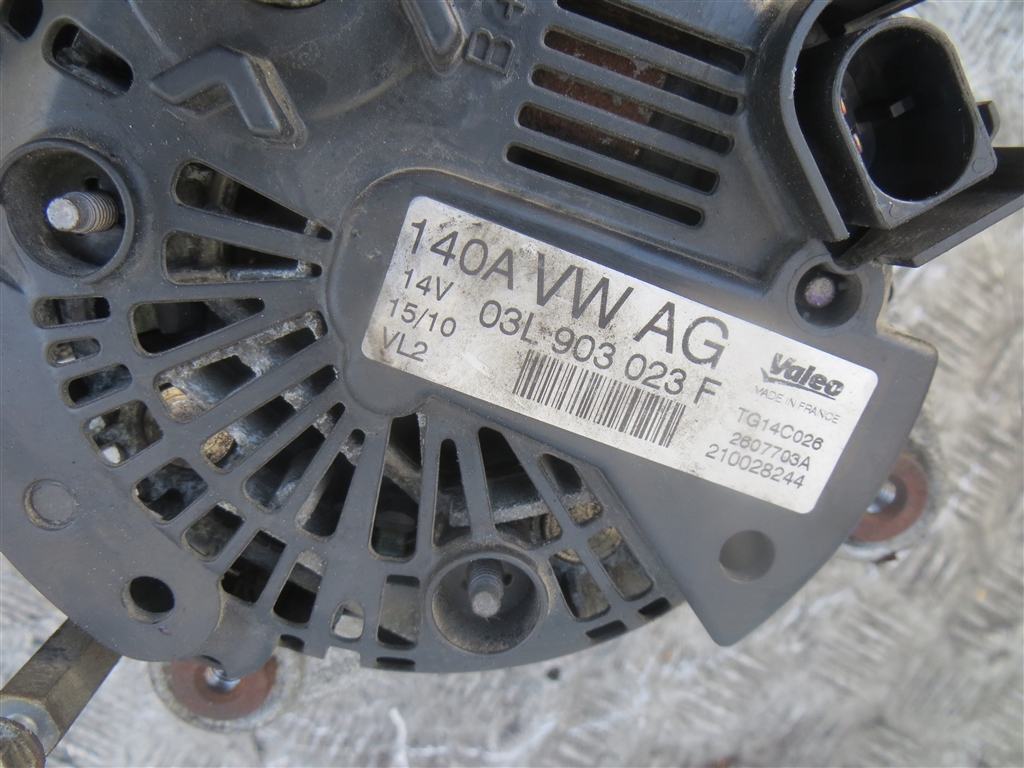 B+
140A VW AG
14V 03L 903 023 F
15/10
VL2
Valeo
MADE IN FRANCE
TG14C026
2607703A
210028244